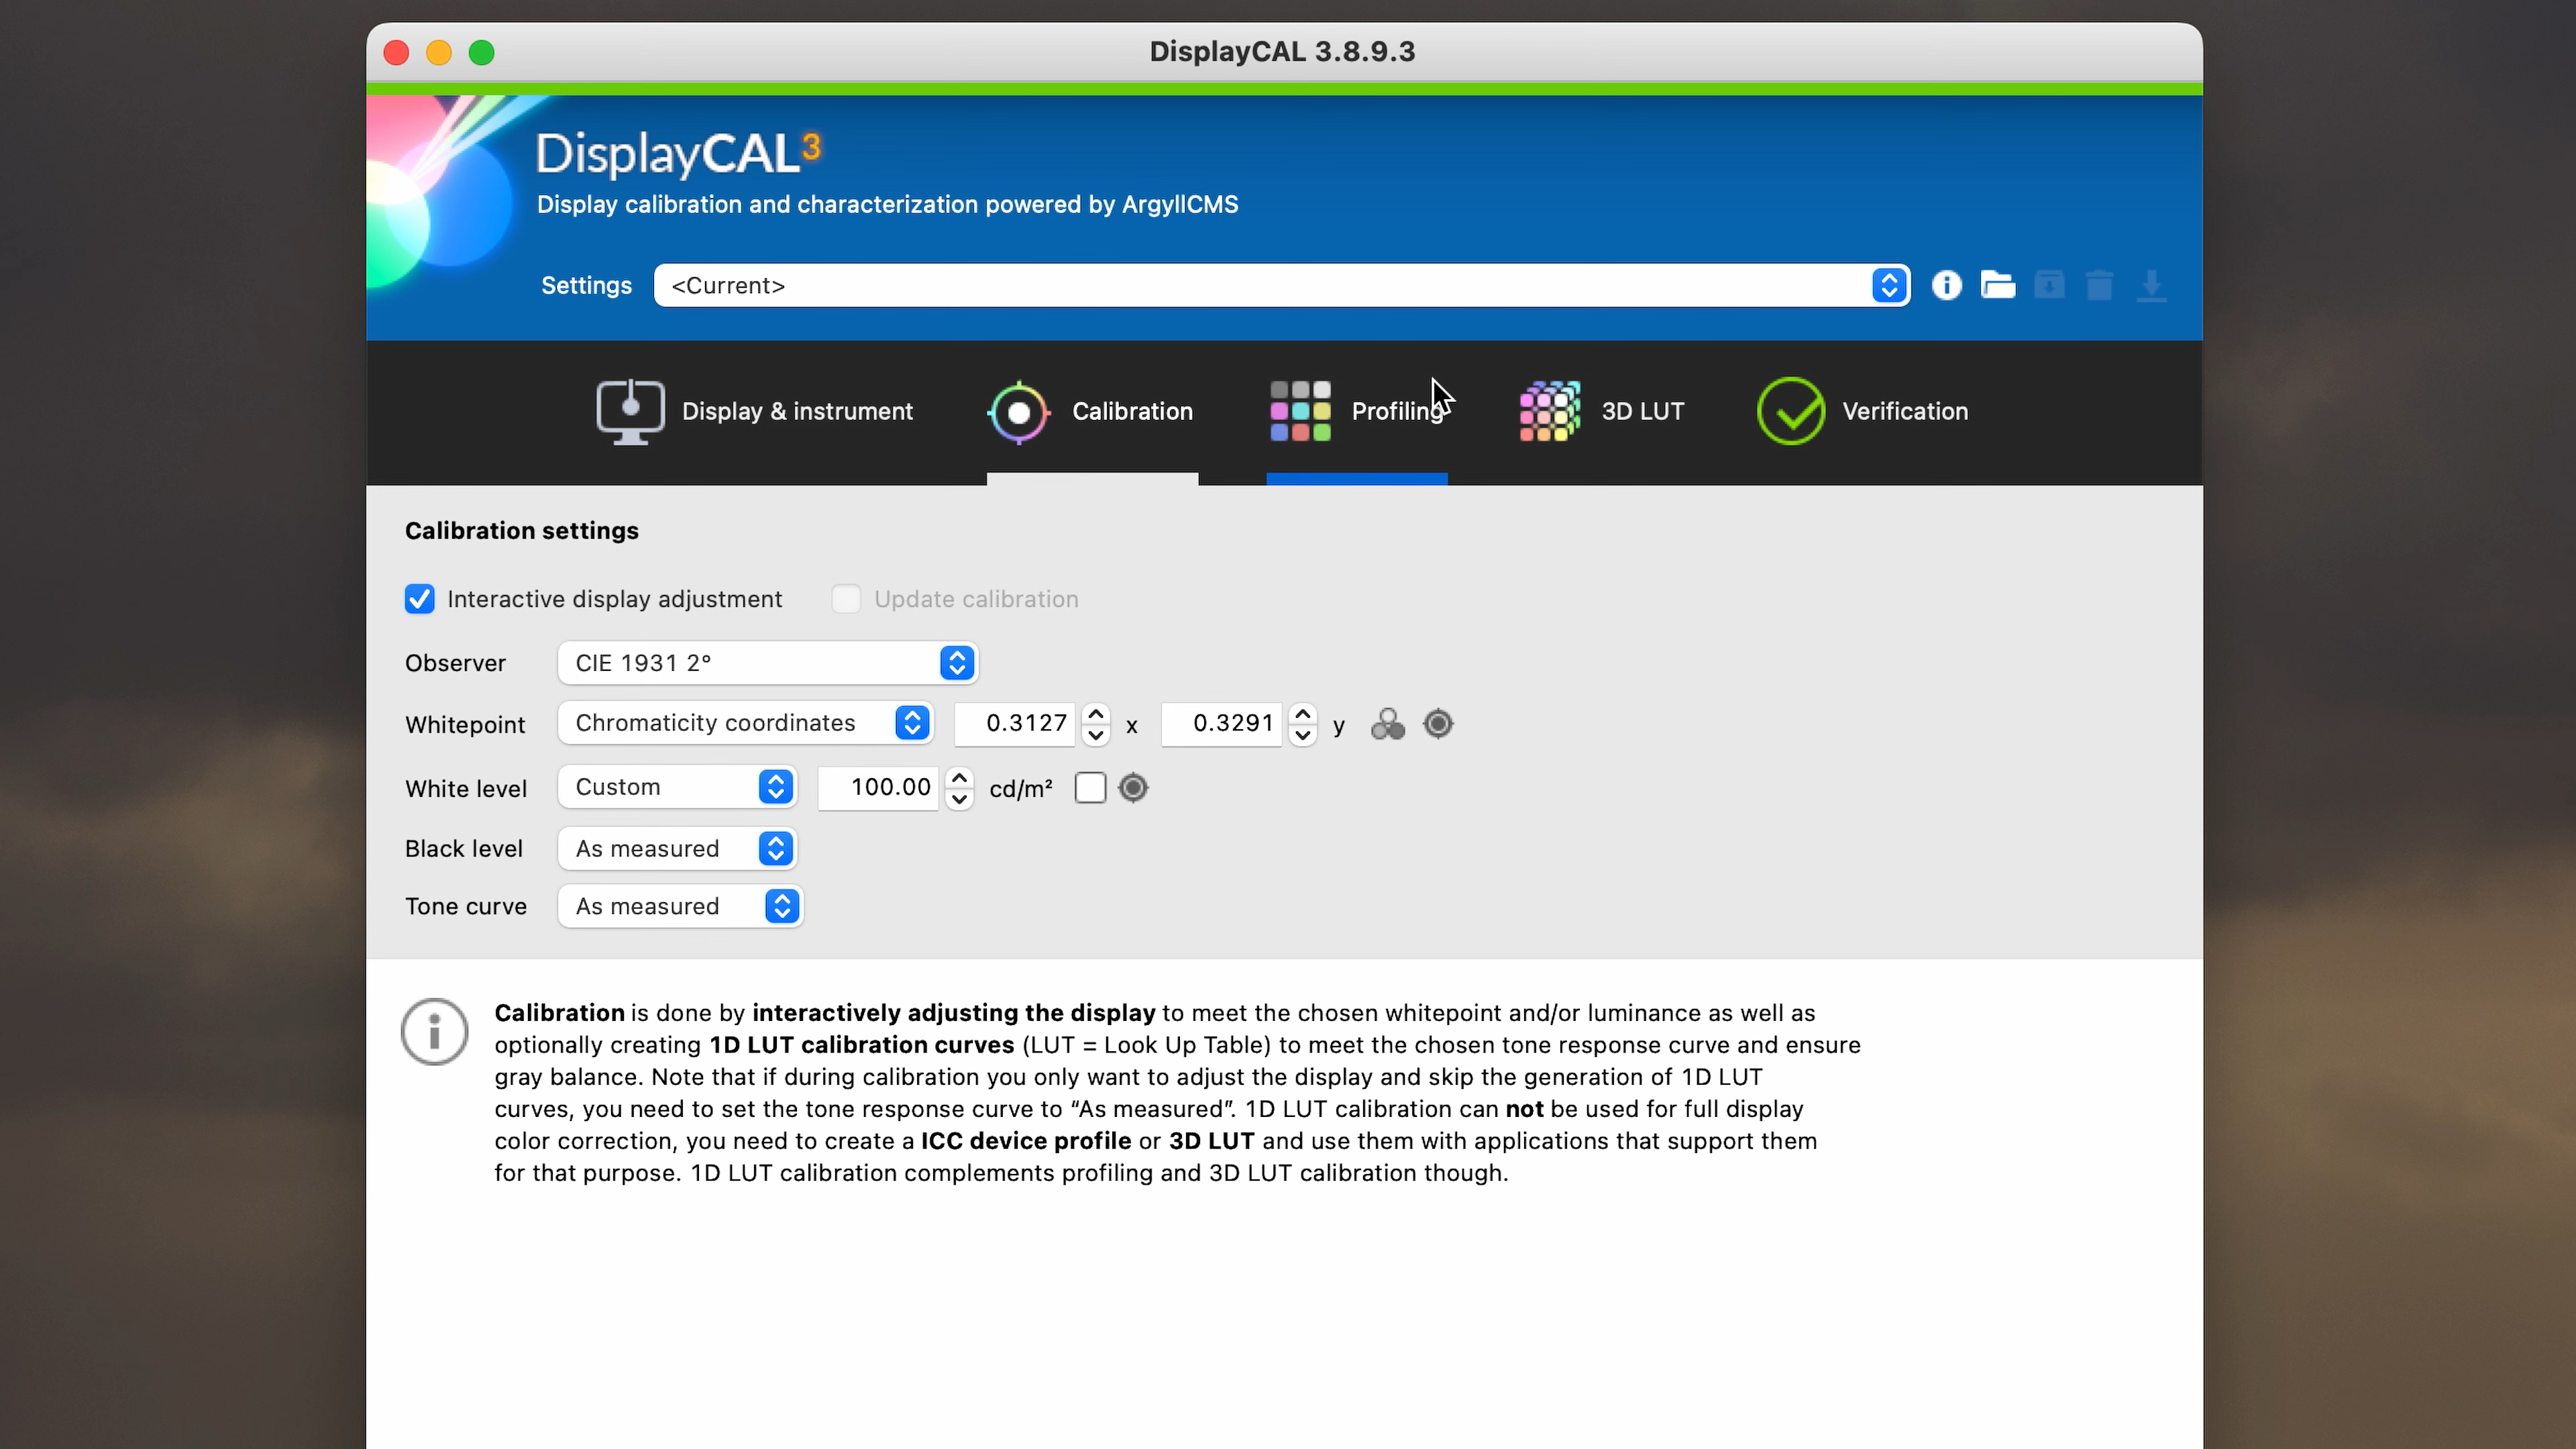 DisplayCAL 3.8.9.3
DisplayCAL3
Display calibration and characterization powered by ArgyllCMS
Settings <Current>
Display & instrument Calibration Profiling 3D LUT Verification
Calibration settings
Interactive display adjustment Update calibration
Observer CIE 1931 2°
Whitepoint Chromaticity coordinates 0.3127 x 0.3291 y
White level Custom 100.00 cd/m²
Black level As measured
Tone curve As measured
Calibration is done by interactively adjusting the display to meet the chosen whitepoint and/or luminance as well as
optionally creating 1D LUT calibration curves (LUT = Look Up Table) to meet the chosen tone response curve and ensure
gray balance. Note that if during calibration you only want to adjust the display and skip the generation of 1D LUT
curves, you need to set the tone response curve to “As measured”. 1D LUT calibration can not be used for full display
color correction, you need to create a ICC device profile or 3D LUT and use them with applications that support them
for that purpose. 1D LUT calibration complements profiling and 3D LUT calibration though.